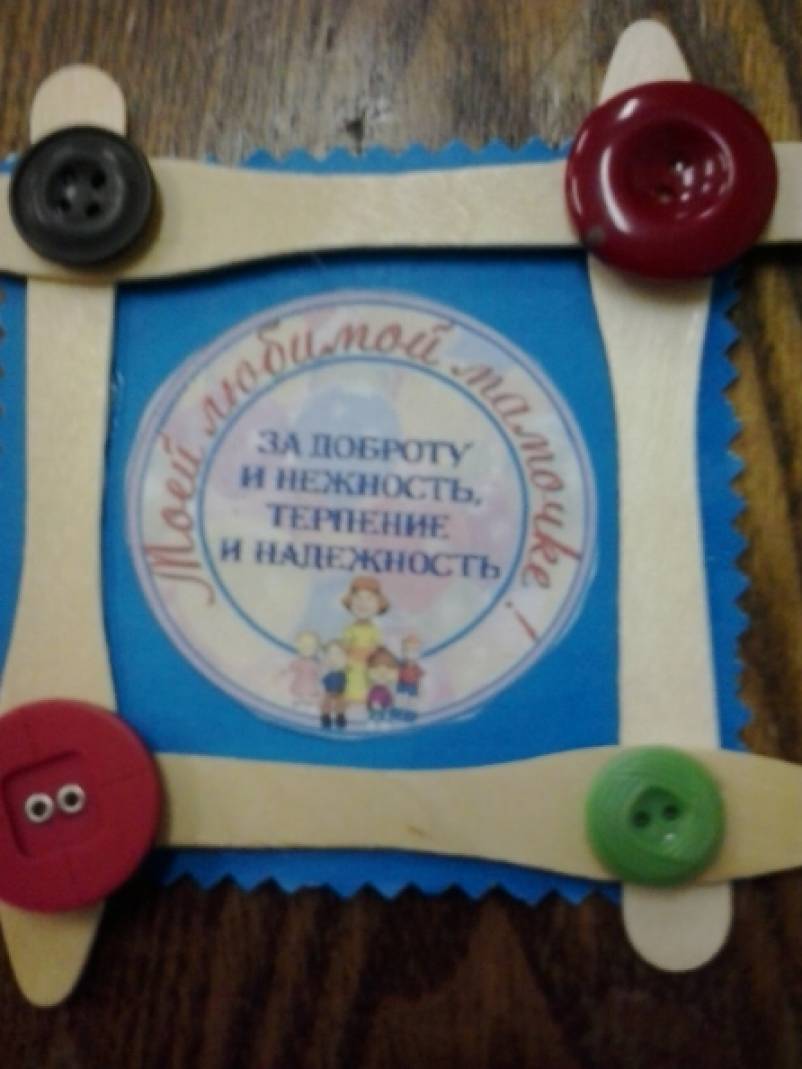 Моей любимой мамочке!
ЗА ДОБРОТУ
И НЕЖНОСТЬ,
ТЕРПЕНИЕ
И НАДЕЖНОСТЬ